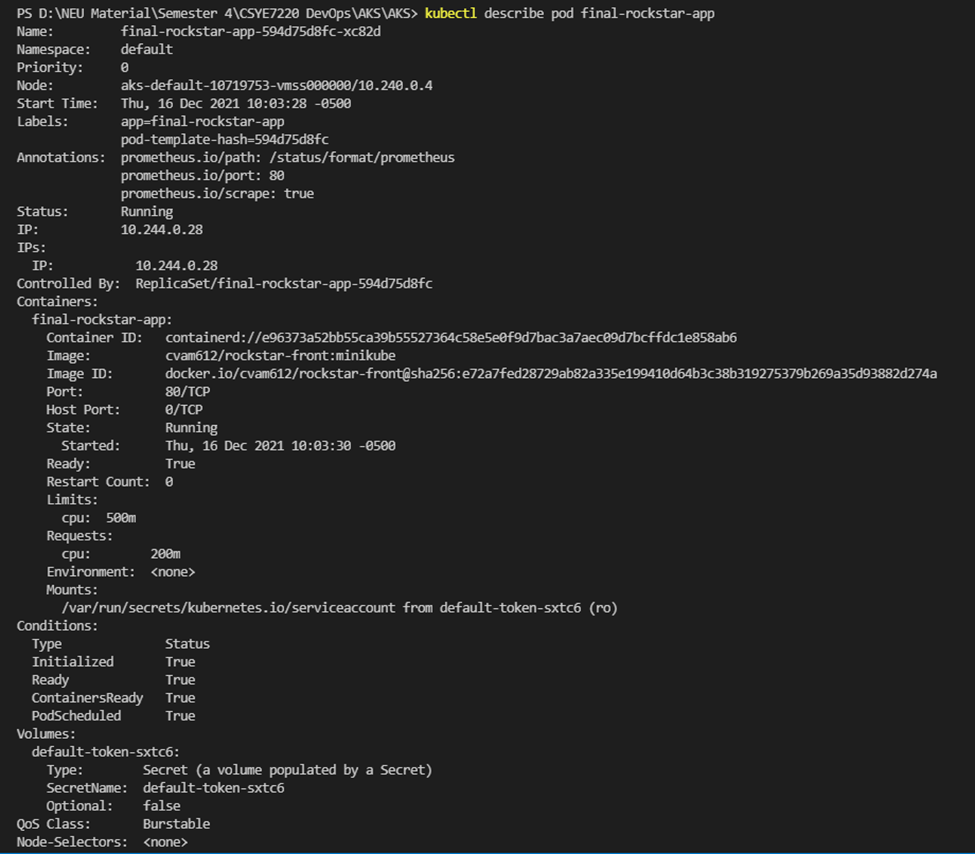 PS D:\NEU Material\Semester 4\CSYE7220 DevOps\AKS\AKS> kubectl describe pod final-rockstar-app
Name:         final-rockstar-app-594d75d8fc-xc82d
Namespace:    default
Priority:     0
Node:         aks-default-10719753-vmss000000/10.240.0.4
Start Time:   Thu, 16 Dec 2021 10:03:28 -0500
Labels:       app=final-rockstar-app
              pod-template-hash=594d75d8fc
Annotations:  prometheus.io/path: /status/format/prometheus
              prometheus.io/port: 80
              prometheus.io/scrape: true
Status:       Running
IP:           10.244.0.28
IPs:
  IP:           10.244.0.28
Controlled By:  ReplicaSet/final-rockstar-app-594d75d8fc
Containers:
  final-rockstar-app:
    Container ID:   containerd://e96373a52bb55ca39b55527364c58e5e0f9d7bac3a7aec09d7bcffdc1e858ab6
    Image:          cvam612/rockstar-front:minikube
    Image ID:       docker.io/cvam612/rockstar-front@sha256:e72a7fed28729ab82a335e199410d64b3c38b319275379b269a35d93882d274a
    Port:           80/TCP
    Host Port:      0/TCP
    State:          Running
      Started:      Thu, 16 Dec 2021 10:03:30 -0500
    Ready:          True
    Restart Count:  0
    Limits:
      cpu:  500m
    Requests:
      cpu:        200m
    Environment:  <none>
    Mounts:
      /var/run/secrets/kubernetes.io/serviceaccount from default-token-sxtc6 (ro)
Conditions:
  Type              Status
  Initialized       True
  Ready             True
  ContainersReady   True
  PodScheduled      True
Volumes:
  default-token-sxtc6:
    Type:        Secret (a volume populated by a Secret)
    SecretName:  default-token-sxtc6
    Optional:    false
QoS Class:       Burstable
Node-Selectors:  <none>